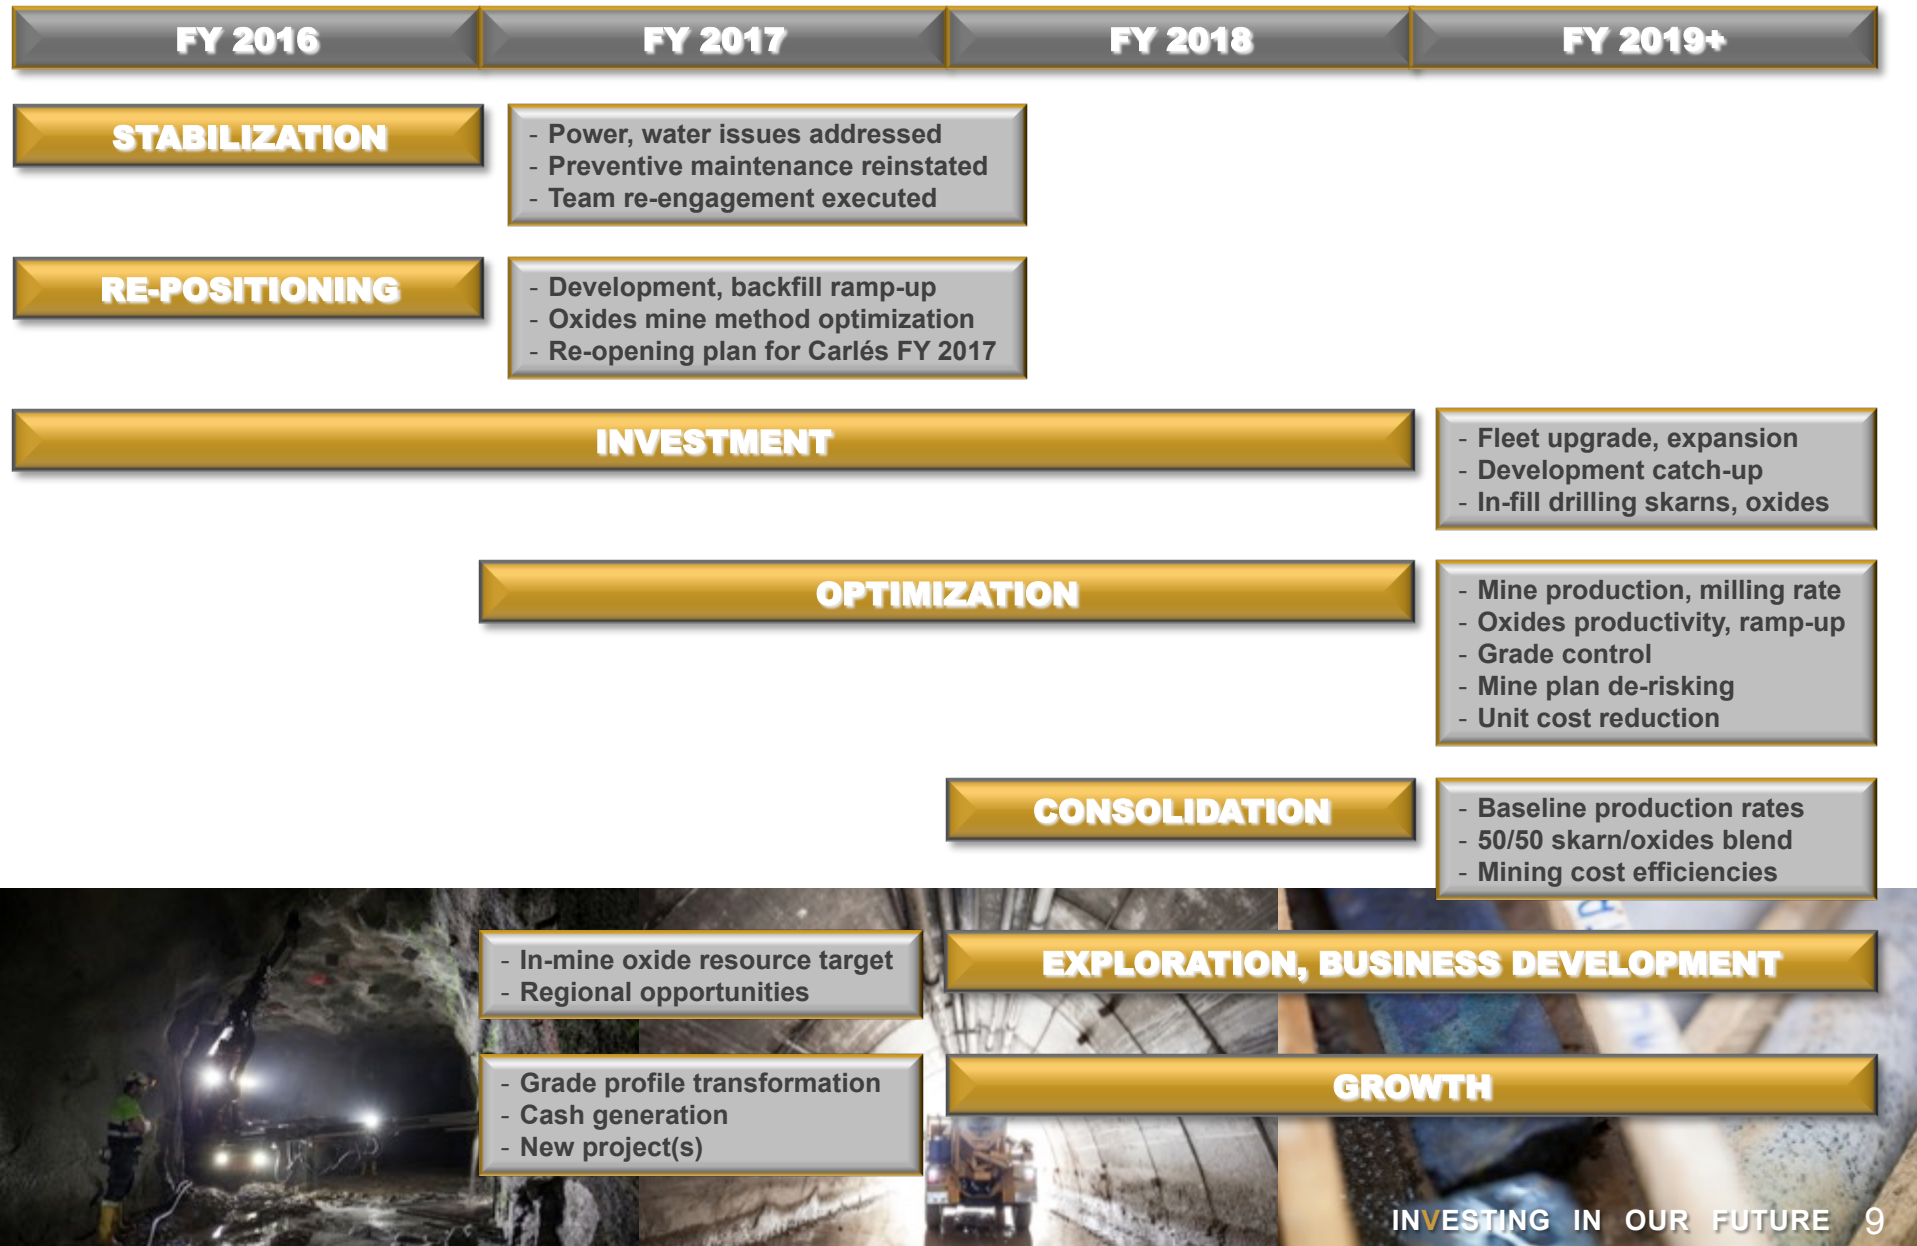 FY 2016
FY 2017
FY 2018
FY 2019+
STABILIZATION
- Power, water issues addressed
- Preventive maintenance reinstated
- Team re-engagement executed
RE-POSITIONING
- Development, backfill ramp-up
- Oxides mine method optimization
- Re-opening plan for Carlés FY 2017
INVESTMENT
- Fleet upgrade, expansion
- Development catch-up
- In-fill drilling skarns, oxides
OPTIMIZATION
- Mine production, milling rate
- Oxides productivity, ramp-up
- Grade control
- Mine plan de-risking
- Unit cost reduction
CONSOLIDATION
- Baseline production rates
- 50/50 skarn/oxides blend
- Mining cost efficiencies
- In-mine oxide resource target
- Regional opportunities
EXPLORATION, BUSINESS DEVELOPMENT
- Grade profile transformation
- Cash generation
- New project(s)
GROWTH
INVESTING IN OUR FUTURE 9